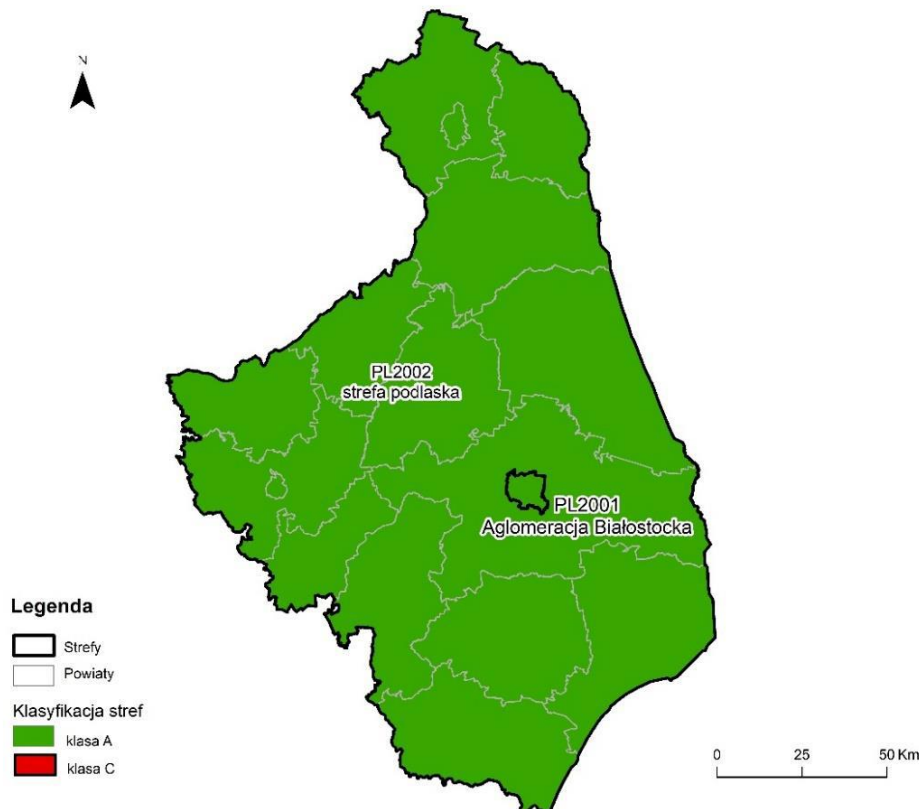 N
PL2002
strefa podlaska
PL2001
Aglomeracja Białostocka
Legenda
Strefy
Powiaty
Klasyfikacja stref
klasa A
klasa C
0 25 50 Km